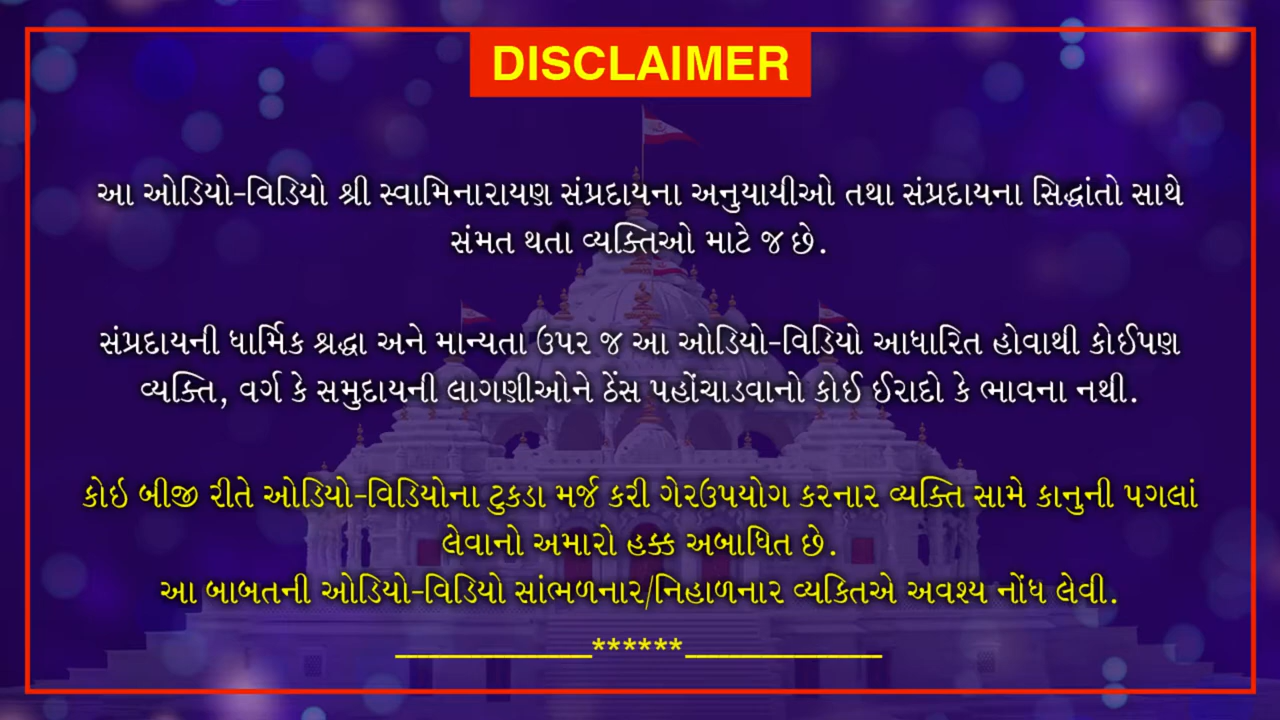 DISCLAIMER
આ ઓડિયો-વિડિયો શ્રી સ્વામિનારાયણ સંપ્રદાયના અનુયાયીઓ તથા સંપ્રદાયના સિદ્ધાંતો સાથે
સંમત થતા વ્યક્તિઓ માટે જ છે.
સંપ્રદાયની ધાર્મિક શ્રદ્ધા અને માન્યતા ઉપર જ આ ઓડિયો-વિડિયો આધારિત હોવાથી કોઈપણ
વ્યક્તિ, વર્ગ કે સમુદાયની લાગણીઓને ઠેંસ પહોંચાડવાનો કોઈ ઈરાદો કે ભાવના નથી.
કોઇ બીજી રીતે ઓડિયો-વિડિયોના ટુકડા મર્જ કરી ગેરઉપયોગ કરનાર વ્યક્તિ સામે કાનુની પગલાં
લેવાનો અમારો હક્ક અબાધિત છે.
આ બાબતની ઓડિયો-વિડિયો સાંભળનાર/નિહાળનાર વ્યકિતએ અવશ્ય નોંધ લેવી.
______________******______________